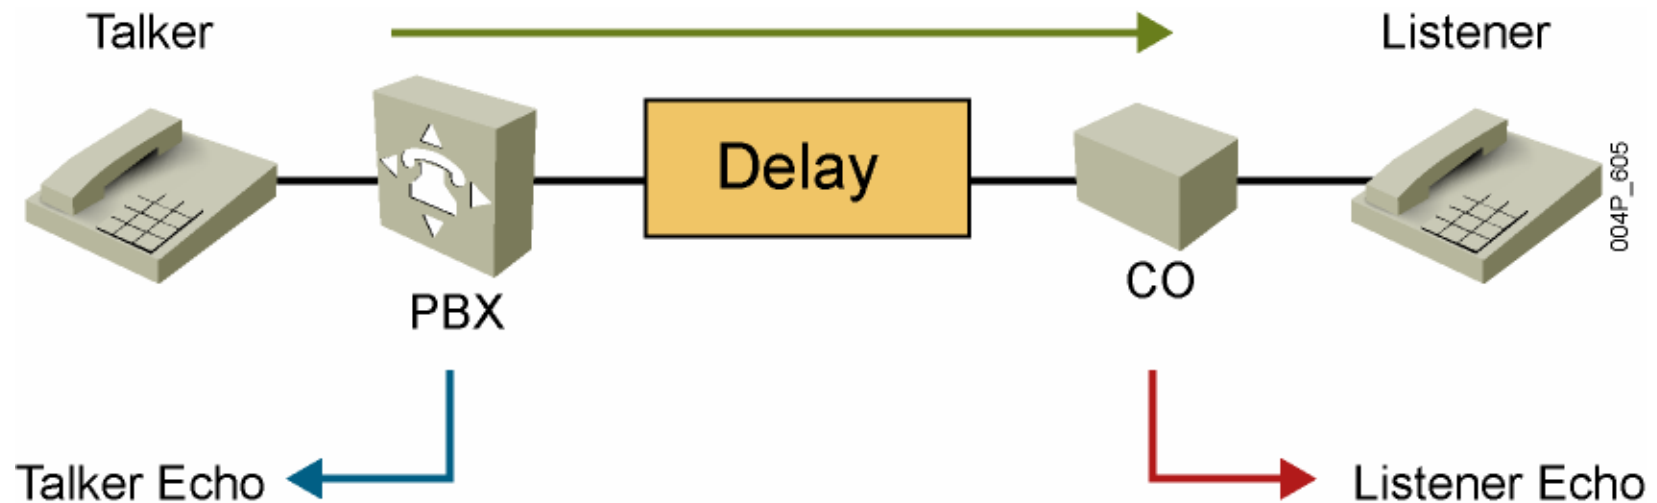 Talker
Listener
Delay
004P_605
PBX
CO
Talker Echo
Listener Echo